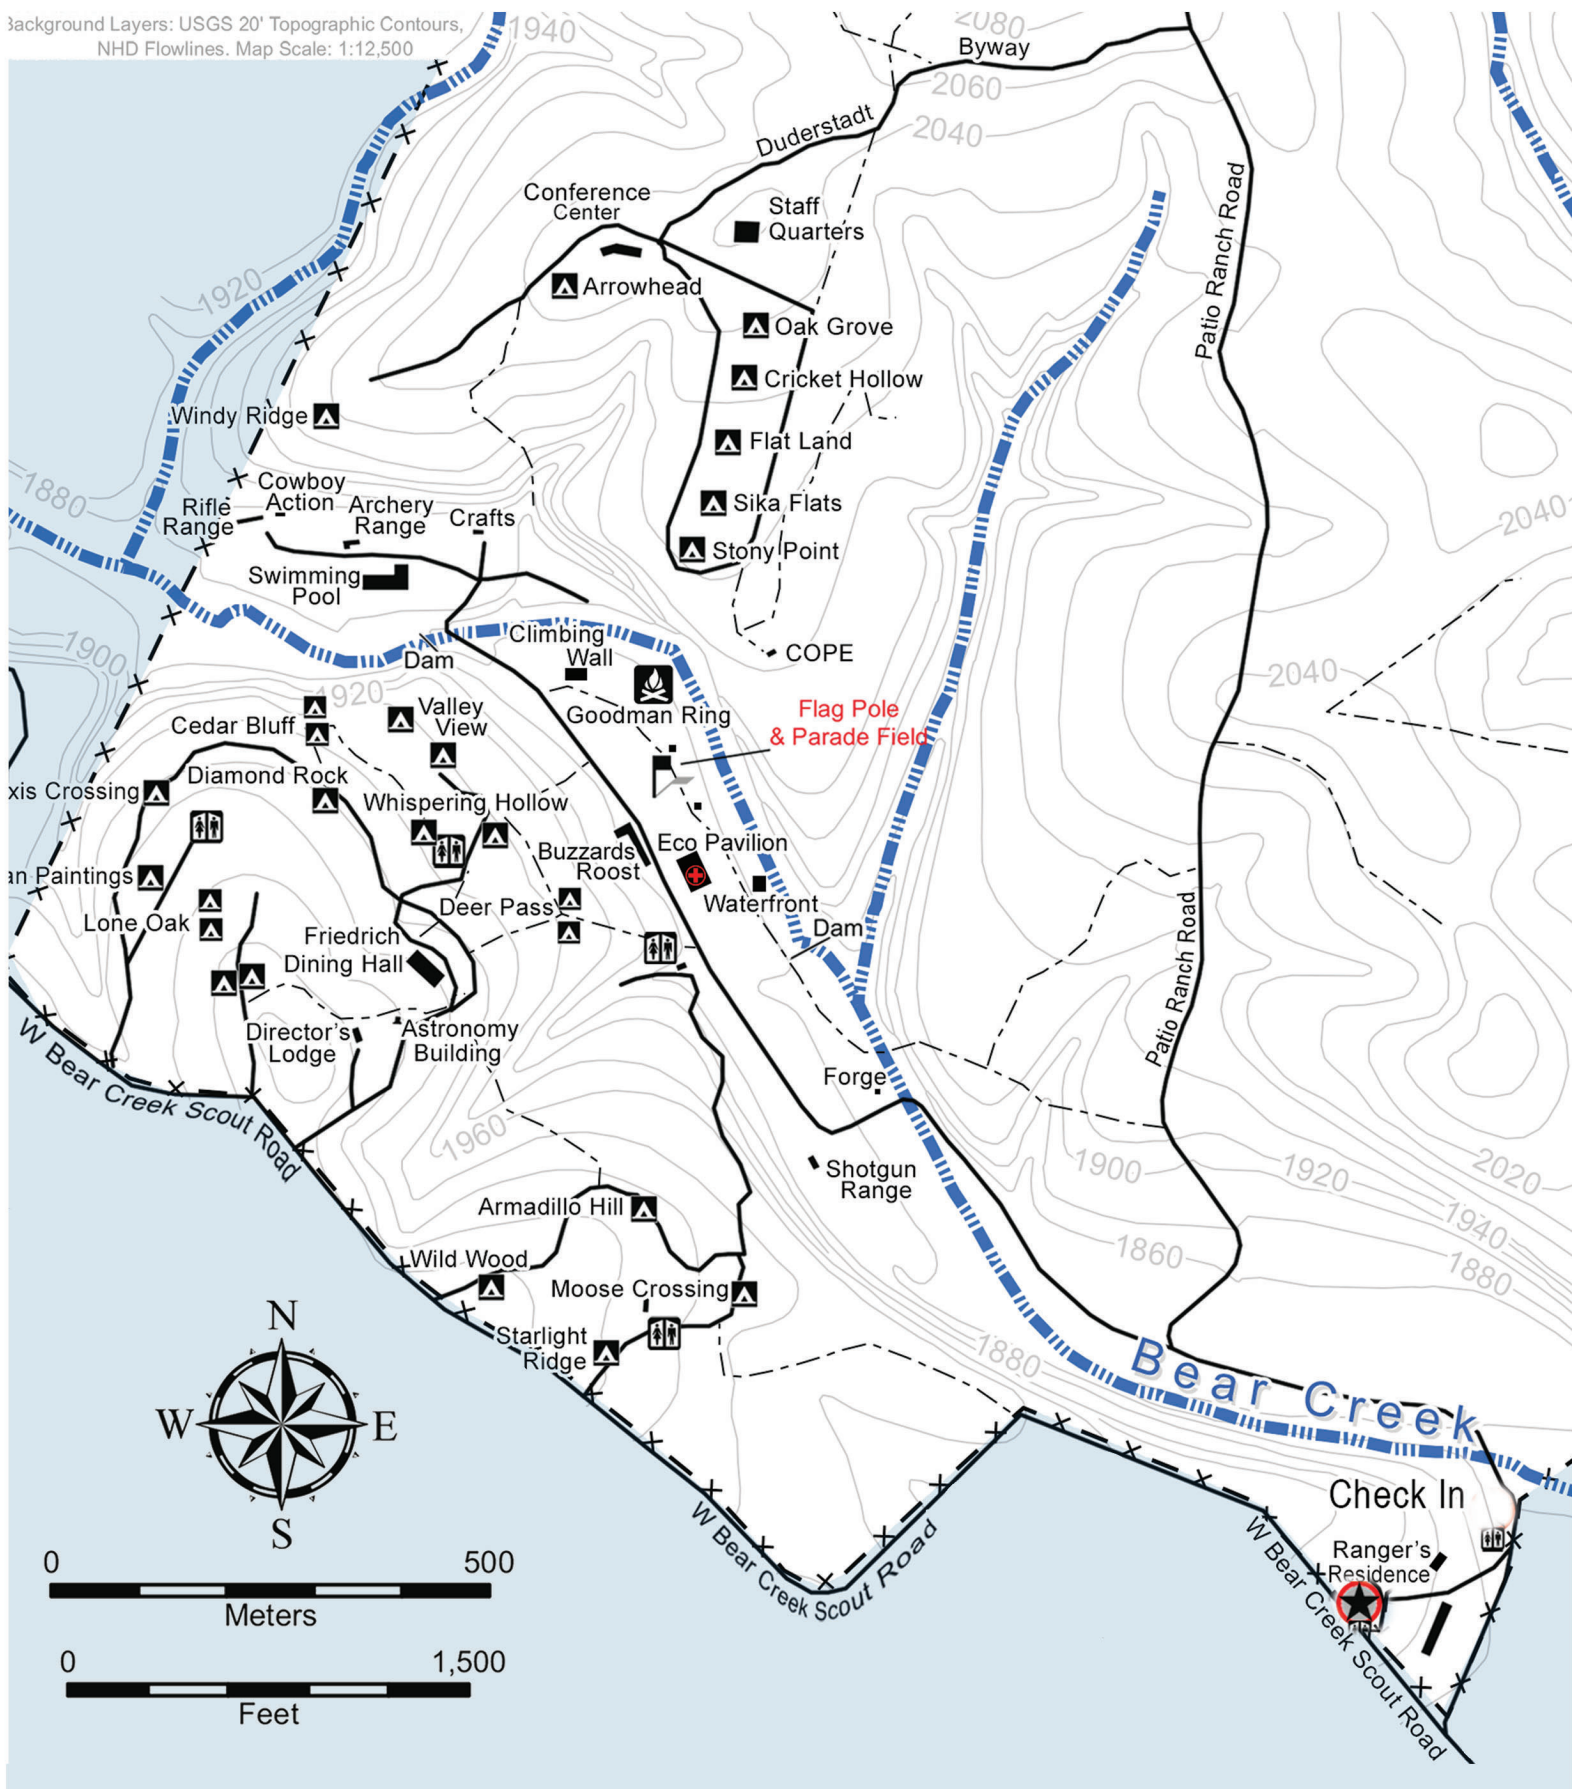 Background Layers: USGS 20' Topographic Contours,
NHD Flowlines. Map Scale: 1:12,500
1940
2080
Byway
2060
2040
Duderstadt
Conference
Center
Staff
Quarters
Patio Ranch Road
Arrowhead
1920
Oak Grove
Cricket Hollow
Windy Ridge
Flat Land
1880
Cowboy
Action
Rifle
Range
Archery
Range
Crafts
Sika Flats
2040
Stony Point
Swimming
Pool
1900
Climbing
Wall
Dam
COPE
2040
1920
Valley
View
Cedar Bluff
Goodman Ring
Flag Pole
& Parade Field
Diamond Rock
xis Crossing
Whispering Hollow
Buzzards
Roost
Eco Pavilion
an Paintings
Deer Pass
Waterfront
Lone Oak
Dam
Friedrich
Dining Hall
Patio Ranch Road
Director's
Lodge
Astronomy
Building
W Bear Creek Scout Road
Forge
1960
Shotgun
Range
1900
1920
2020
Armadillo Hill
1940
Wild Wood
1860
1880
Moose Crossing
Starlight
Ridge
1880
Bear Creek
N
W
E
S
Check In
W Bear Creek Scout Road
Ranger's
Residence
W Bear Creek Scout Road
0 500
Meters
0 1,500
Feet